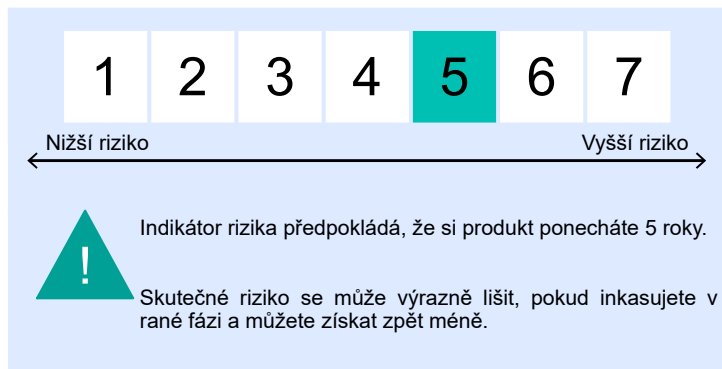 1 2 3 4 5 6 7
Nižší riziko Vyšší riziko
!
Indikátor rizika předpokládá, že si produkt ponecháte 5 roky.
Skutečné riziko se může výrazně lišit, pokud inkasujete v
rané fázi a můžete získat zpět méně.